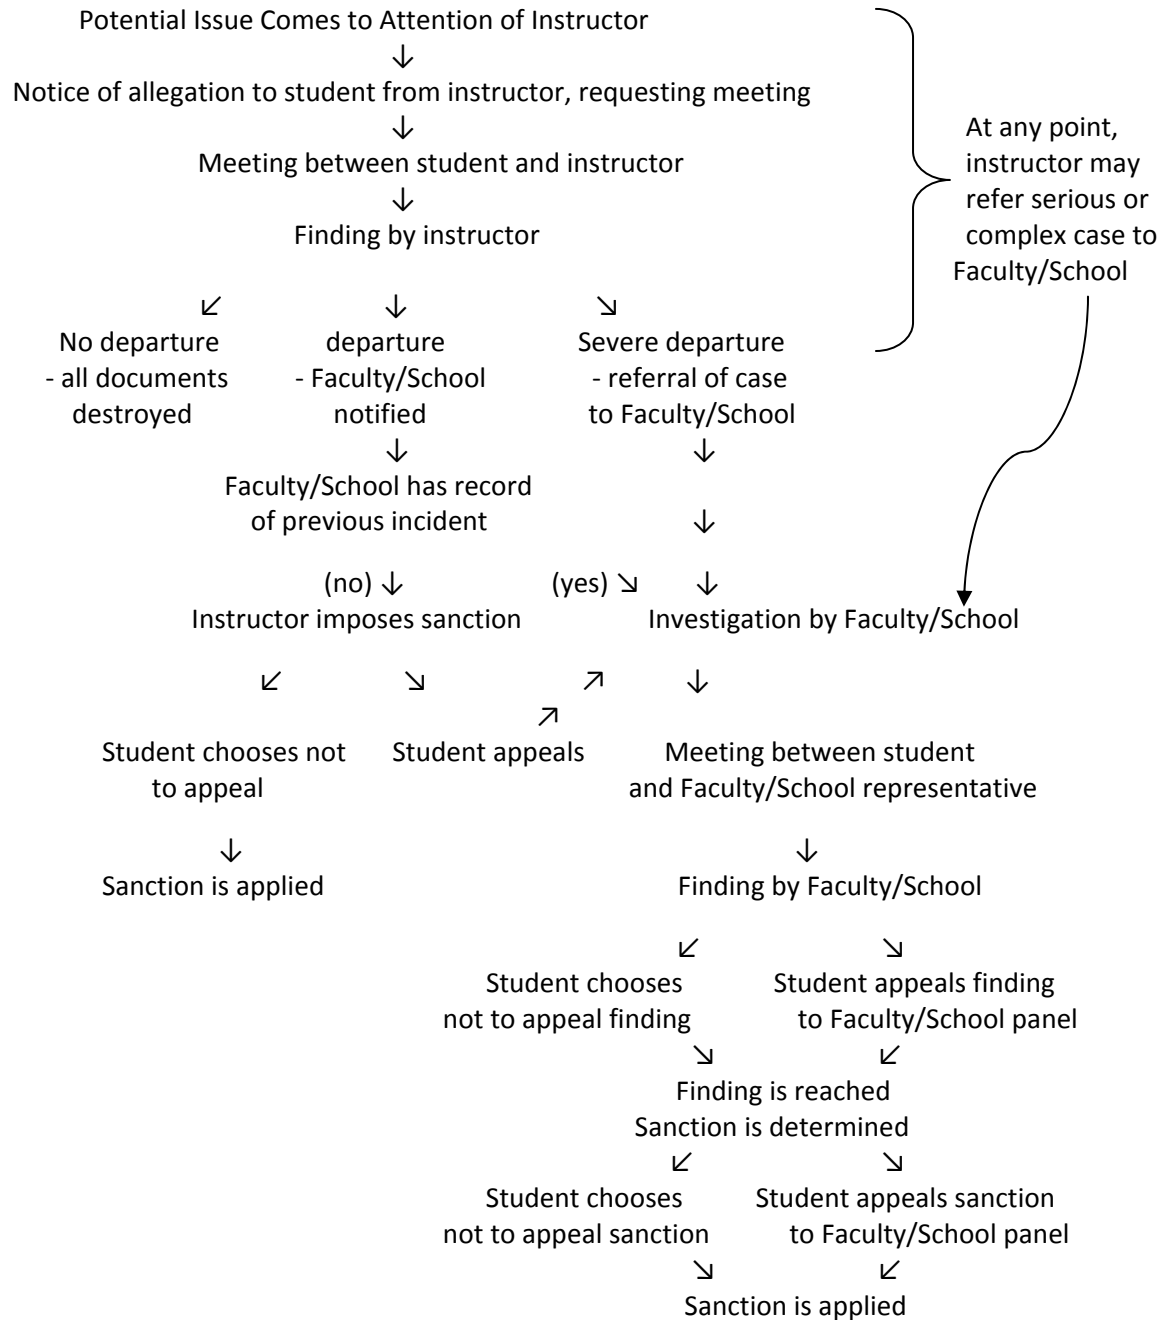 Potential Issue Comes to Attention of Instructor
↓
Notice of allegation to student from instructor, requesting meeting
↓
Meeting between student and instructor
↓
Finding by instructor
At any point,
instructor may
refer serious or
complex case to
Faculty/School
↙ ↓ ↘
No departure
- all documents
destroyed
departure
- Faculty/School
notified
Severe departure
- referral of case
to Faculty/School
↓ ↓
Faculty/School has record
of previous incident
↓
(no) ↓ (yes) ↘ ↓
Instructor imposes sanction
Investigation by Faculty/School
↙ ↘ ↗ ↓
↗
Student chooses not
to appeal
Student appeals
Meeting between student
and Faculty/School representative
↓ ↓
Sanction is applied
Finding by Faculty/School
↙ ↘
Student chooses
not to appeal finding
Student appeals finding
to Faculty/School panel
↘ ↙
Finding is reached
Sanction is determined
↙ ↘
Student chooses
not to appeal sanction
Student appeals sanction
to Faculty/School panel
↘ ↙
Sanction is applied